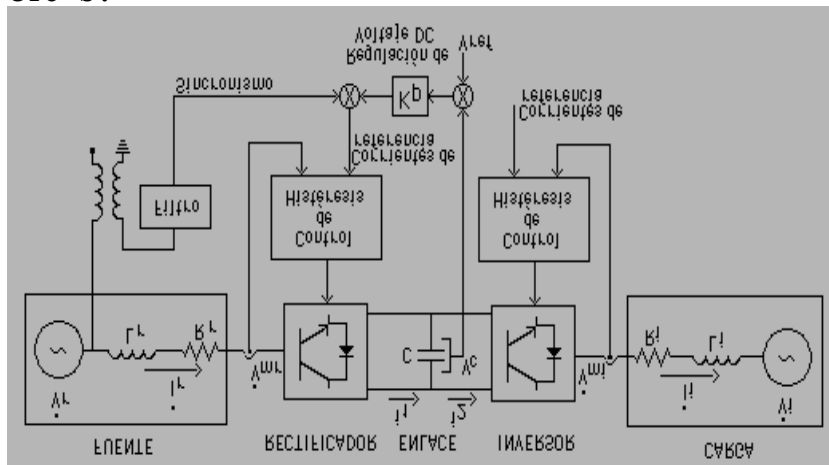 FUENTE
RECTIFICADOR
ENLACE
INVERSOR
CARGA
Vr
ir
i1
i2
ii
Vi
Vmr
C
Vc
Vmi
Lr
Rr
Ri
Li
Control
de
Histéresis
Control
de
Histéresis
Filtro
Corrientes de
referencia
Corrientes de
referencia
Sincronismo
X
Kp
X
Regulación de
Voltaje DC
Vref